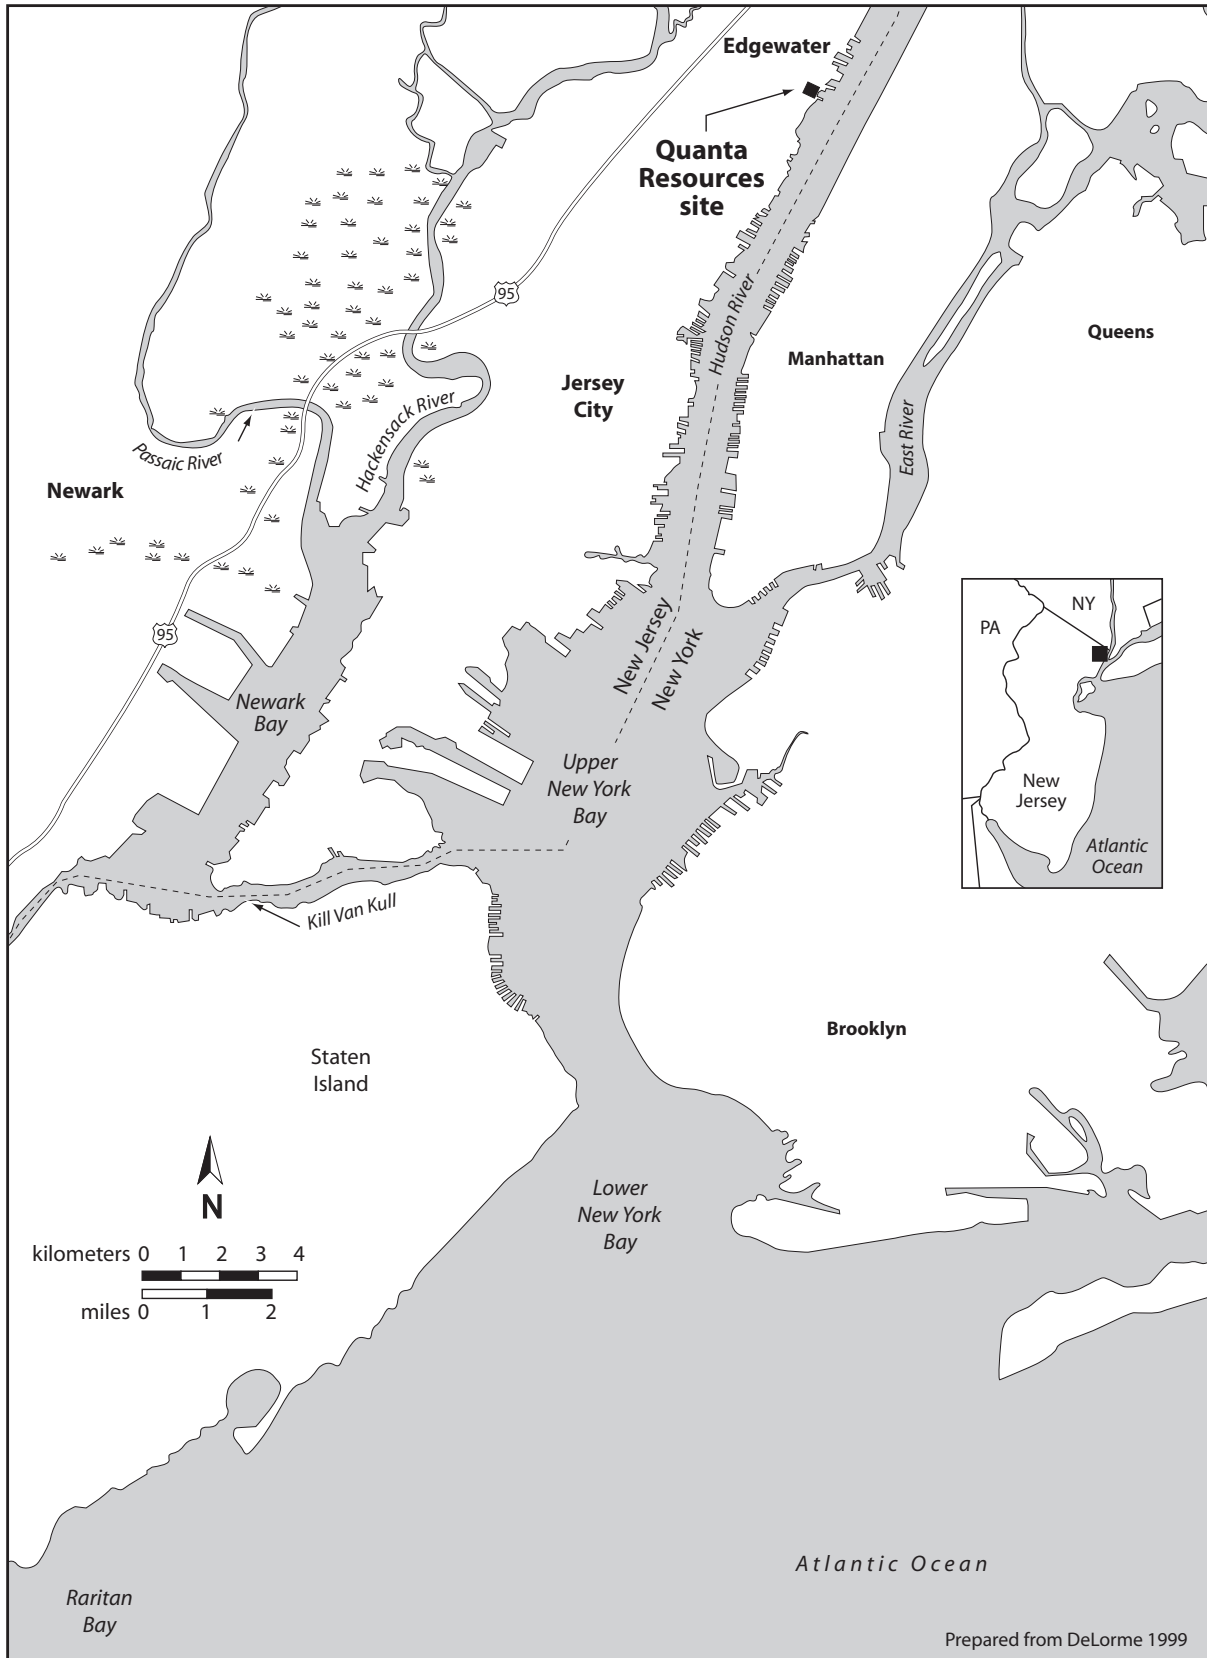 Edgewater
Quanta
Resources
site
95
Hudson River
Queens
Manhattan
Jersey
City
Hackensack River
East River
Passaic River
Newark
NY
PA
New Jersey
New York
95
Newark
Bay
Upper
New York
Bay
New
Jersey
Atlantic
Ocean
Kill Van Kull
Brooklyn
Staten
Island
N
Lower
New York
Bay
kilometers 0 1 2 3 4
miles 0 1 2
Atlantic Ocean
Raritan
Bay
Prepared from DeLorme 1999